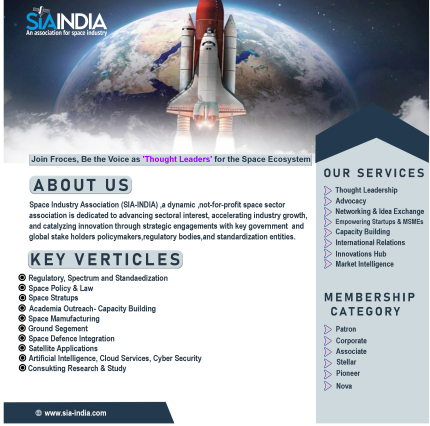 SIAINDIA
An association for space industry
Join Froces, Be the Voice as 'Thought Leaders' for the Space Ecosystem
ABOUT US
Space Industry Association (SIA-INDIA) ,a dynamic ,not-for-profit space sector
association is dedicated to advancing sectoral interest, accelerating industry growth,
and catalyzing innovation through strategic engagements with key government and
global stake holders policymakers,regulatory bodies,and standardization entities.
KEY VERTICLES
Regulatory, Spectrum and Standaedization
Space Policy & Law
Space Stratups
Academia Outreach- Capacity Building
Space Mamufacturing
Ground Segement
Space Defence Integration
Satellite Applications
Artificial Intelligence, Cloud Services, Cyber Security
Consukting Research & Study
© www.sia-india.com
OUR SERVICES
Thought Leadership
Advocacy
Networking & Idea Exchange
Empowering Startups & MSMEs
Capacity Building
International Relations
Innovations Hub
Market Intelligence
MEMBERSHIP
CATEGORY
Patron
Corporate
Associate
Stellar
Pioneer
Nova